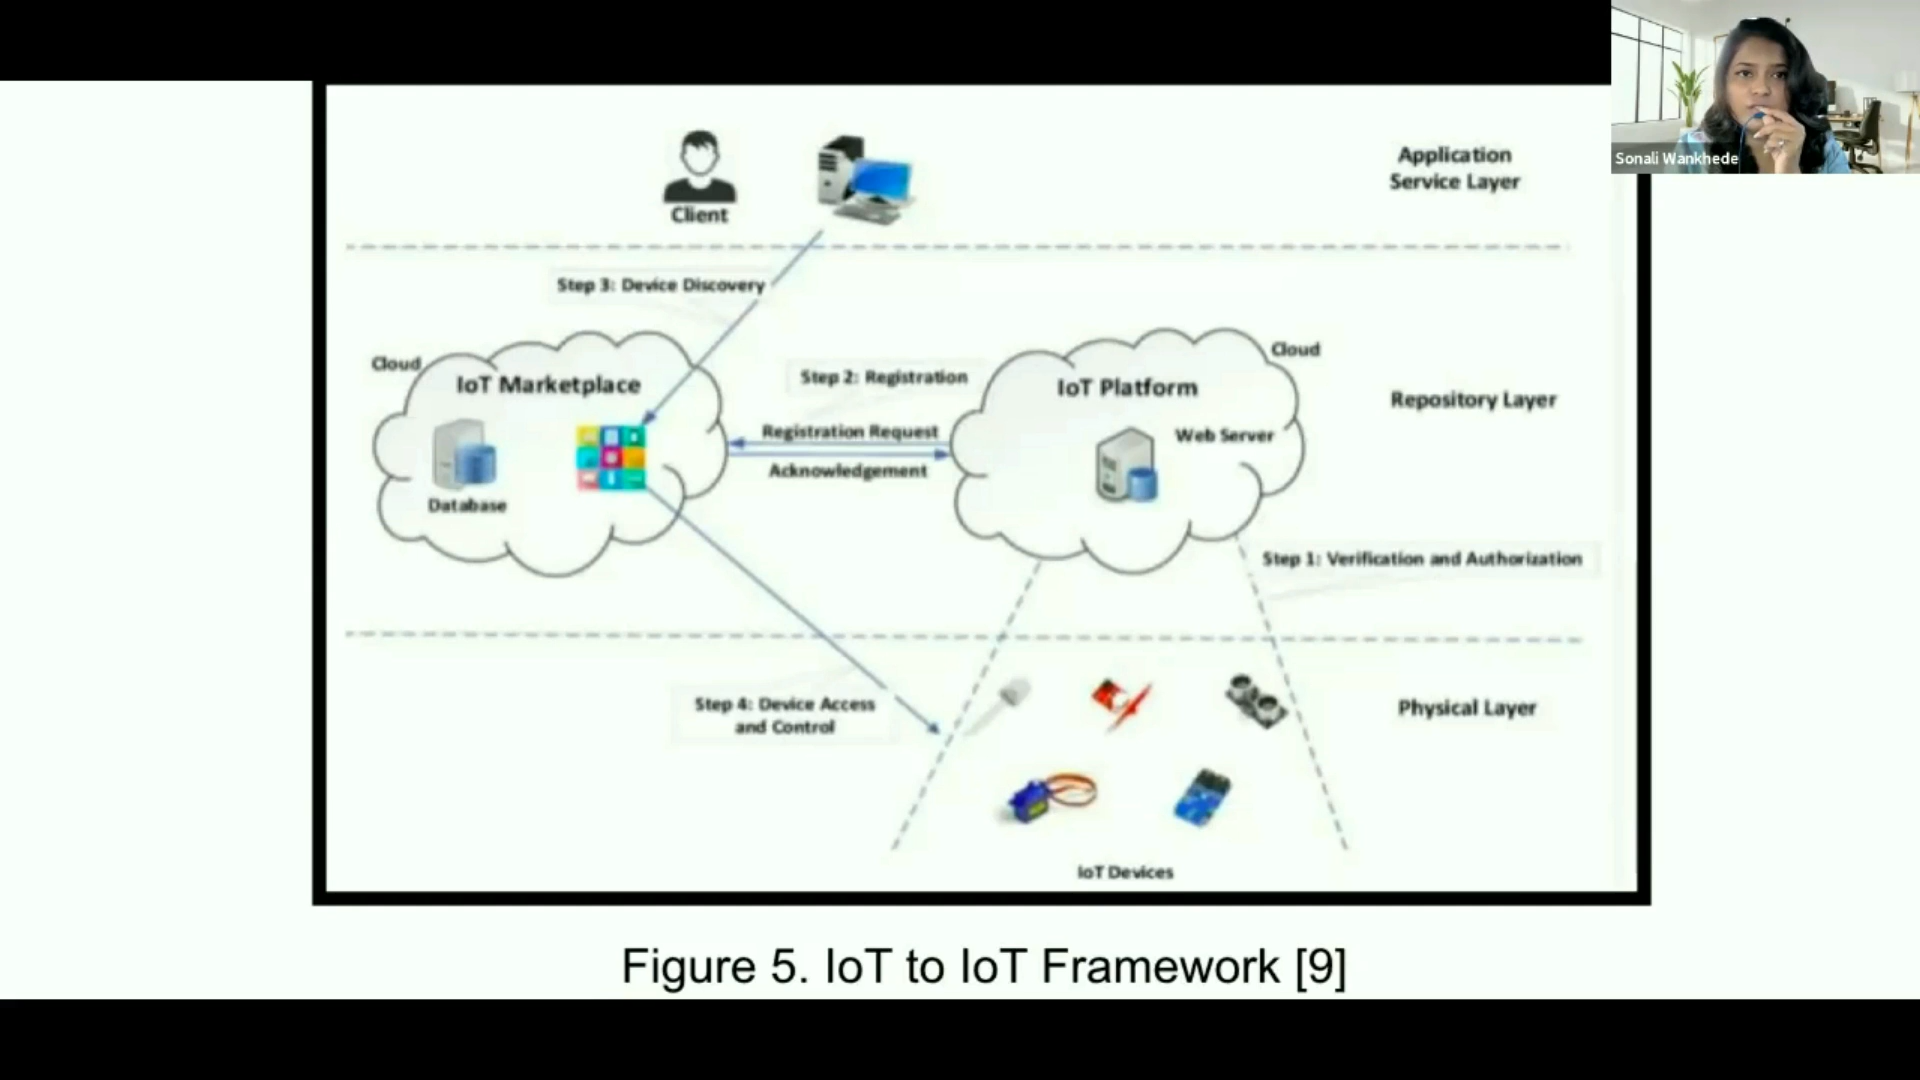 Sonali Wankhede
Application
Service Layer
Client
Step 3: Device Discovery
Cloud
IoT Marketplace
Database
Step 2: Registration
Registration Request
Acknowledgement
Cloud
IoT Platform
Web Server
Repository Layer
Step 1: Verification and Authorization
Step 4: Device Access
and Control
Physical Layer
IoT Devices
Figure 5. IoT to IoT Framework [9]